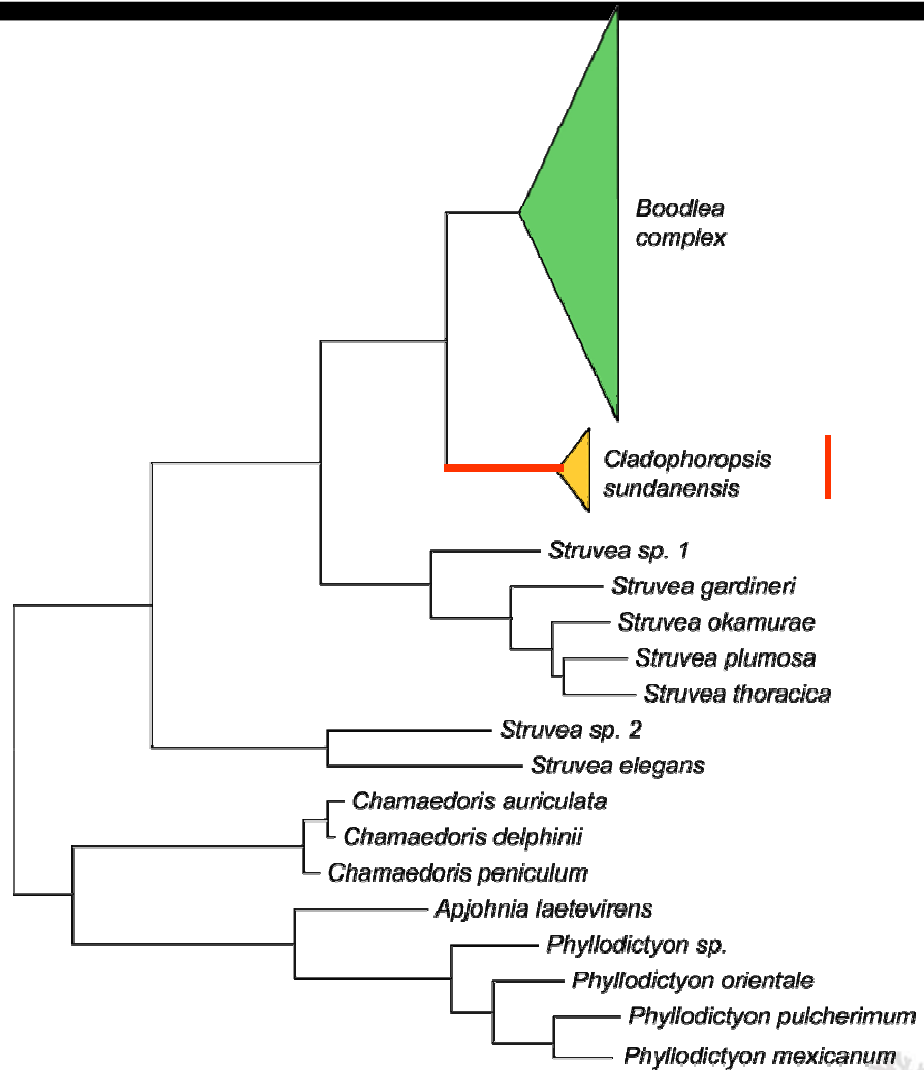 Boodlea
complex
Cladophoropsis
sundanensis
Struvea sp. 1
Struvea gardineri
Struvea okamurae
Struvea plumosa
Struvea thoracica
Struvea sp. 2
Struvea elegans
Chamaedoris auriculata
Chamaedoris delphinii
Chamaedoris peniculum
Apjohnia laetevirens
Phyllodictyon sp.
Phyllodictyon orientale
Phyllodictyon pulcherimum
Phyllodictyon mexicanum